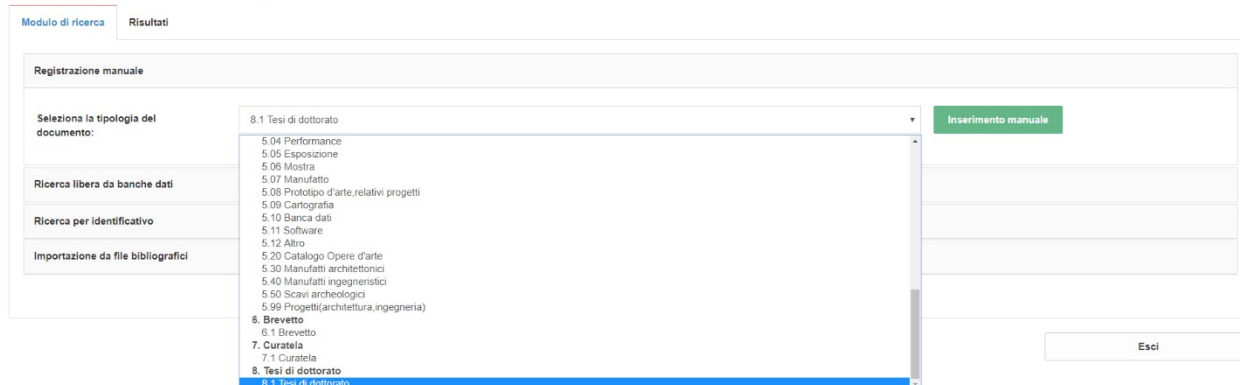 Modulo di ricerca Risultati
Registrazione manuale
Seleziona la tipologia del
documento:
8.1 Tesi di dottorato
Inserimento manuale
5.04 Performance
5.05 Esposizione
5.06 Mostra
5.07 Manufatto
5.08 Prototipo d'arte,relativi progetti
5.09 Cartografia
5.10 Banca dati
5.11 Software
5.12 Altro
5.20 Catalogo Opere d'arte
5.30 Manufatti architettonici
5.40 Manufatti ingegneristici
5.50 Scavi archeologici
5.99 Progetti(architettura,ingegneria)
6. Brevetto
6.1 Brevetto
7. Curatela
7.1 Curatela
8. Tesi di dottorato
8.1 Tesi di dottorato
Ricerca libera da banche dati
Ricerca per identificativo
Importazione da file bibliografici
Esci